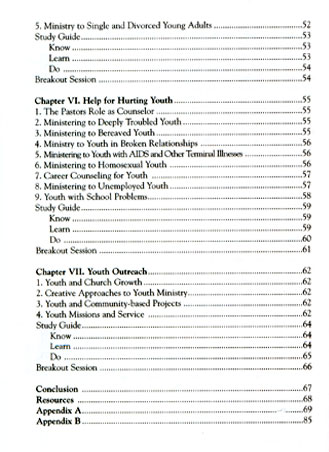 5. Ministry to Single and Divorced Young Adults ........ 52
Study Guide ........ 53
Know ........ 53
Learn ........ 53
Do ........ 54
Breakout Session ........ 54
Chapter VI. Help for Hurting Youth ........ 55
1. The Pastors Role as Counselor ........ 55
2. Ministering to Deeply Troubled Youth ........ 55
3. Ministering to Bereaved Youth ........ 55
4. Ministry to Youth in Broken Relationships ........ 56
5. Ministering to Youth with AIDS and Other Terminal Illnesses ........ 56
6. Ministering to Homosexual Youth ........ 56
7. Career Counseling for Youth ........ 57
8. Ministering to Unemployed Youth ........ 57
9. Youth with School Problems ........ 58
Study Guide ........ 59
Know ........ 59
Learn ........ 59
Do ........ 60
Breakout Session ........ 61
Chapter VII. Youth Outreach ........ 62
1. Youth and Church Growth ........ 62
2. Creative Approaches to Youth Ministry ........ 62
3. Youth and Community-based Projects ........ 62
4. Youth Missions and Service ........ 62
Study Guide ........ 64
Know ........ 64
Learn ........ 64
Do ........ 65
Breakout Session ........ 66
Conclusion ........ 67
Resources ........ 68
Appendix A ........ 69
Appendix B ........ 85